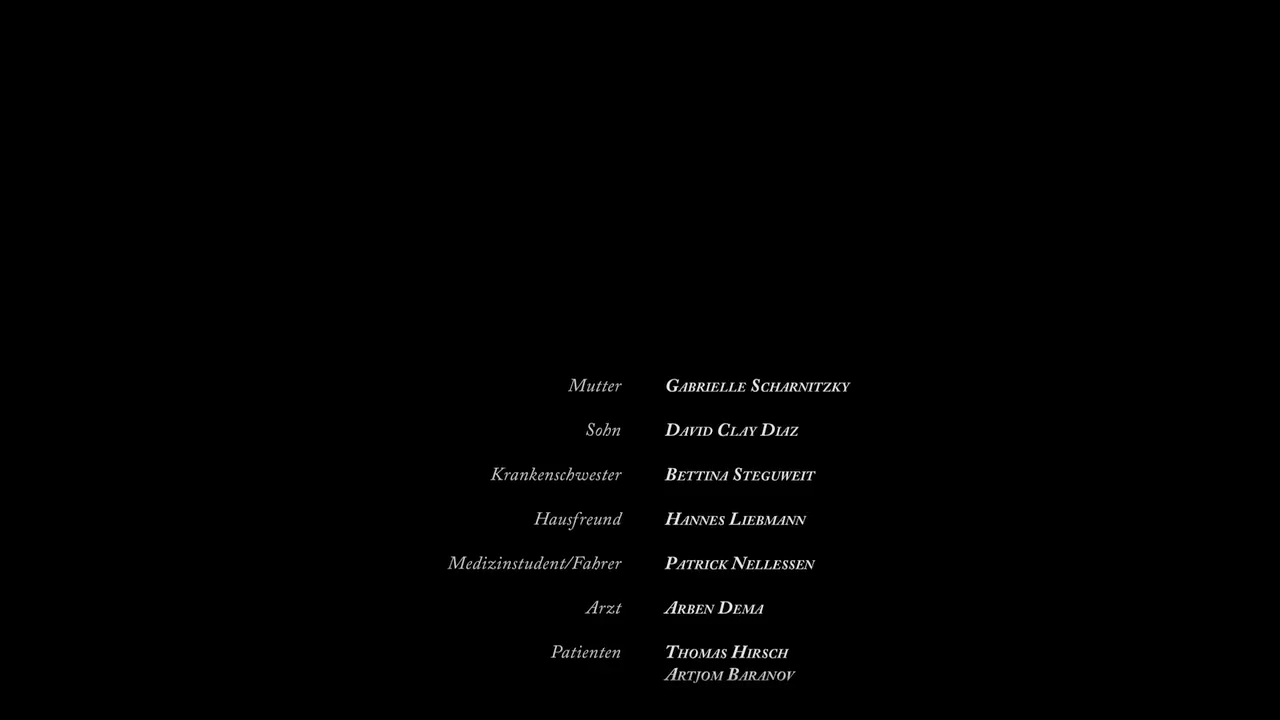 Mutter GABRIELLE SCHARNITZKY
Sohn DAVID CLAY DIAZ
Krankenschwester BETTINA STEGUWEIT
Hausfreund HANNES LIEBMANN
Medizinstudent/Fahrer PATRICK NELLESSEN
Arzt ARBEN DEMA
Patienten THOMAS HIRSCH
ARTJOM BARANOV